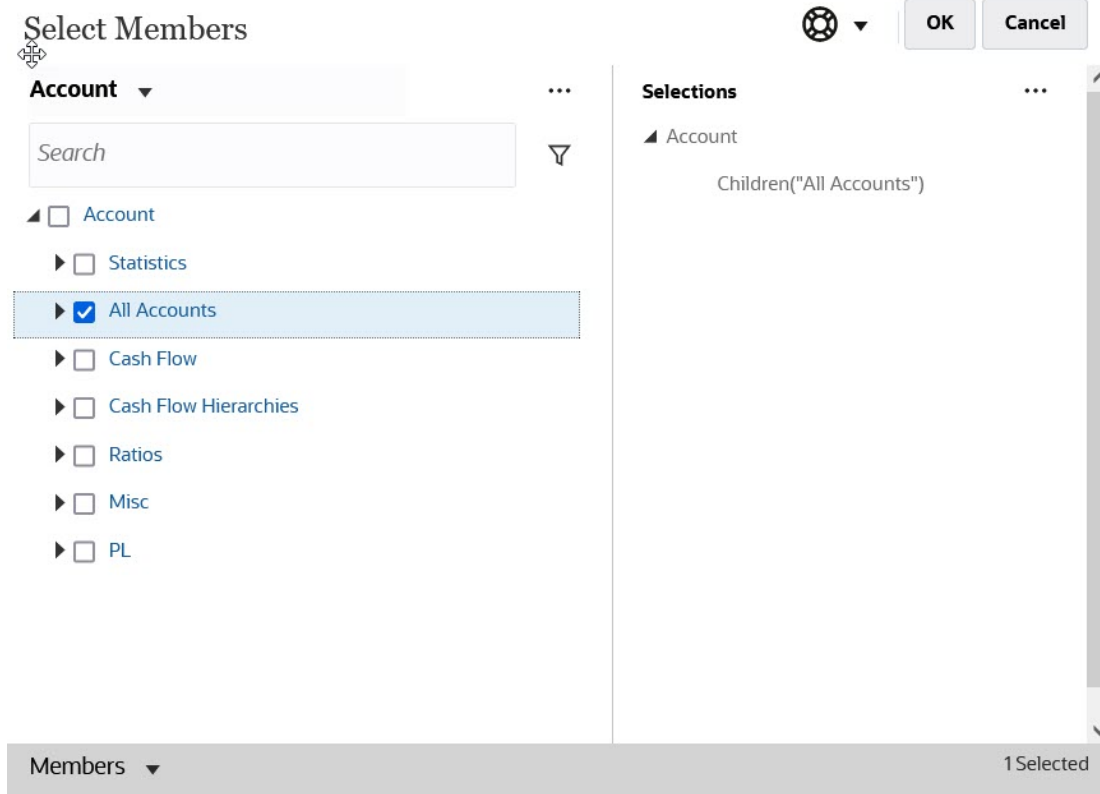 Select Members
OK
Cancel
Account
Search
Account
Statistics
All Accounts
Cash Flow
Cash Flow Hierarchies
Ratios
Misc
PL
Selections
Account
Children("All Accounts")
Members
1 Selected